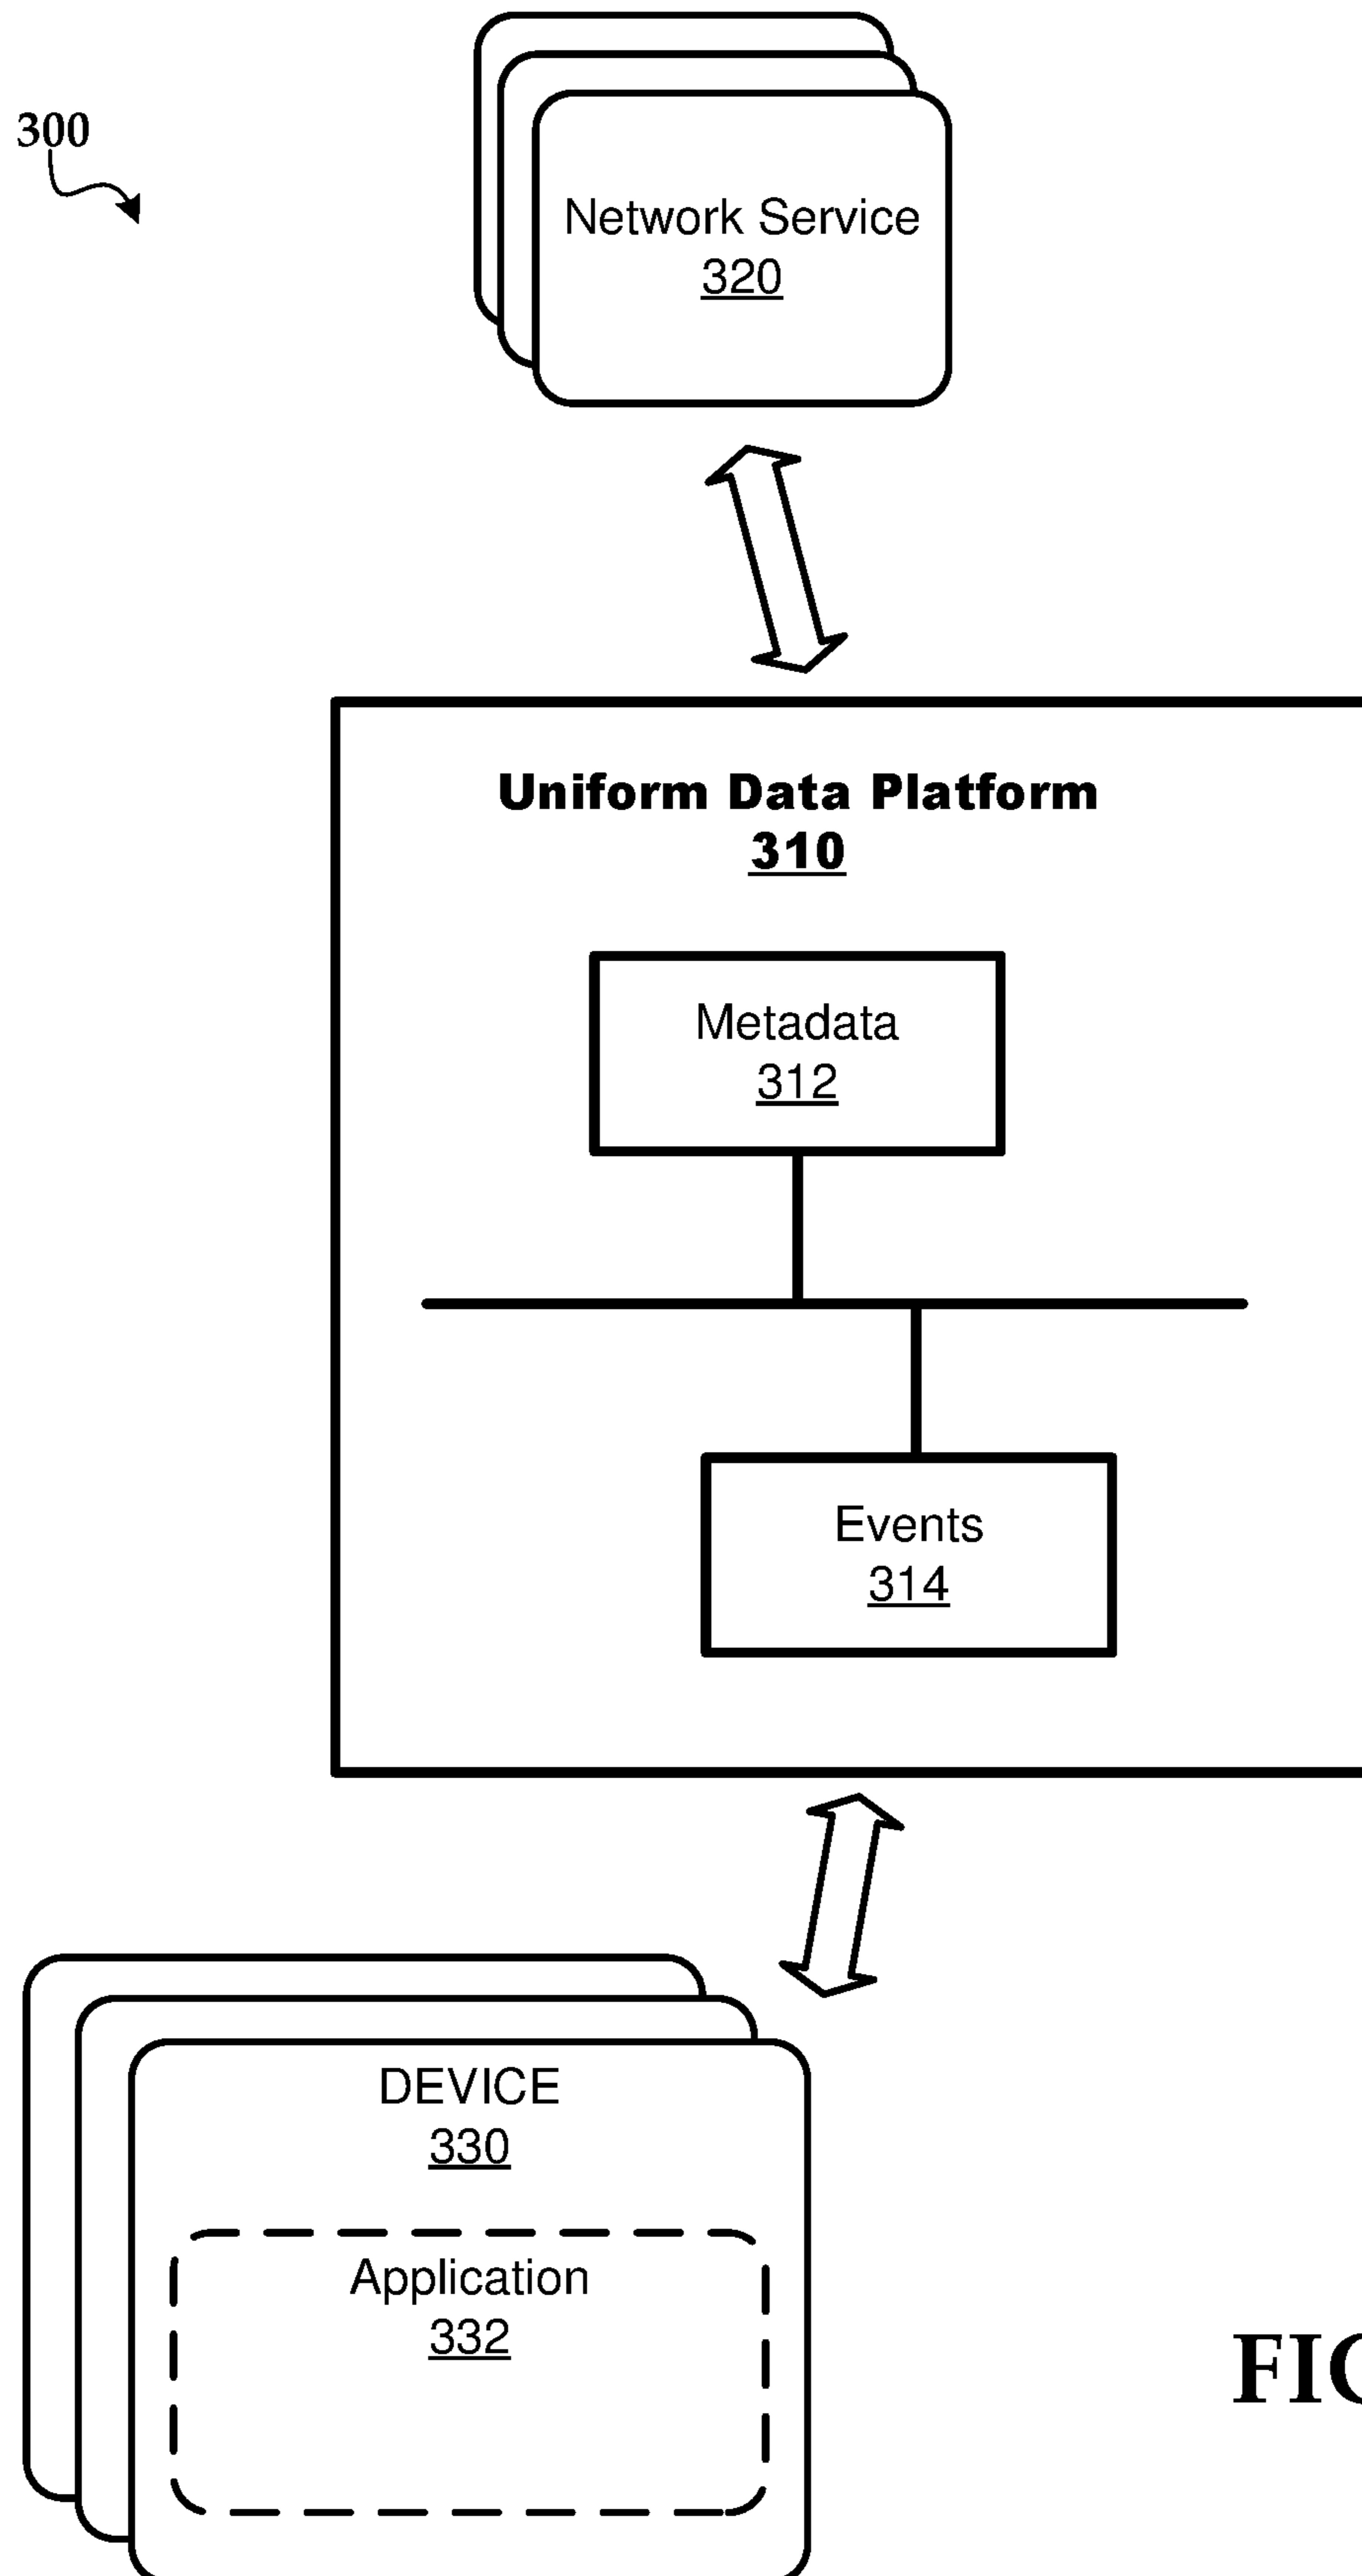 300
Network Service
320
Uniform Data Platform
310
Metadata
312
Events
314
DEVICE
330
Application
332